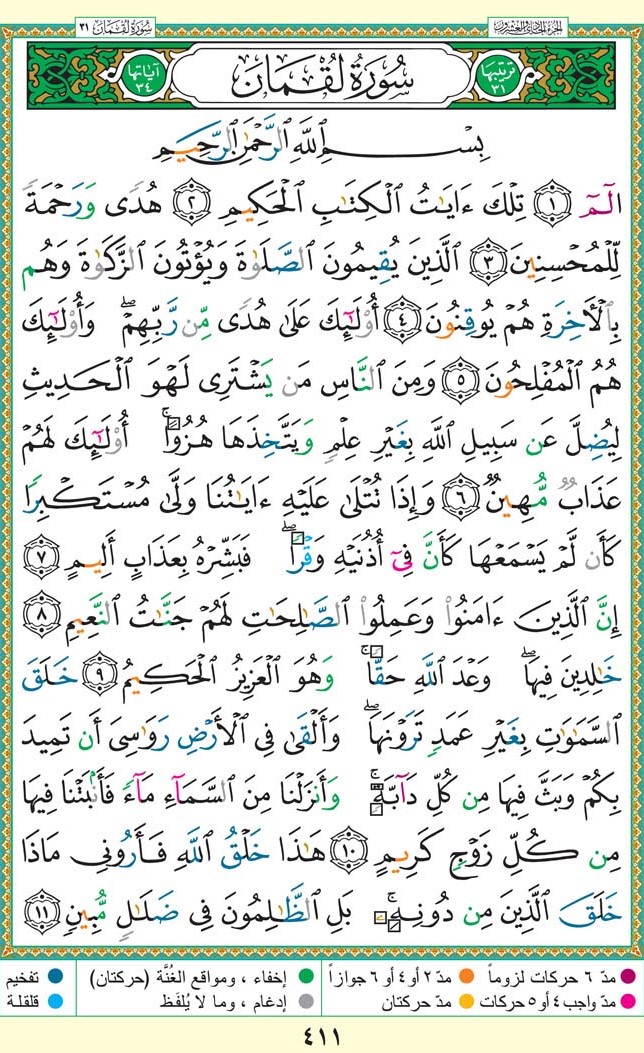 الجزء الحادي والعشرون
سُورَةُ لُقْمَان ٣١
ترتيبها ٣١
سُورَةُ لُقْمَان
آياتها ٣٤
بِسْمِ ٱللَّهِ ٱلرَّحْمَٰنِ ٱلرَّحِيمِ
الٓمٓ ١ تِلْكَ ءَايَٰتُ ٱلْكِتَٰبِ ٱلْحَكِيمِ ٢ هُدًى وَرَحْمَةً
لِّلْمُحْسِنِينَ ٣ ٱلَّذِينَ يُقِيمُونَ ٱلصَّلَوٰةَ وَيُؤْتُونَ ٱلزَّكَوٰةَ وَهُم
بِٱلْأَخِرَةِ هُمْ يُوقِنُونَ ٤ أُوْلَٰٓئِكَ عَلَىٰ هُدًى مِّن رَّبِّهِمْ ۖ وَأُوْلَٰٓئِكَ
هُمُ ٱلْمُفْلِحُونَ ٥ وَمِنَ ٱلنَّاسِ مَن يَشْتَرِى لَهْوَ ٱلْحَدِيثِ
لِيُضِلَّ عَن سَبِيلِ ٱللَّهِ بِغَيْرِ عِلْمٍ وَيَتَّخِذَهَا هُزُوًا ۚ أُوْلَٰٓئِكَ لَهُمْ
عَذَابٌ مُّهِينٌ ٦ وَإِذَا تُتْلَىٰ عَلَيْهِ ءَايَٰتُنَا وَلَّىٰ مُسْتَكْبِرًا
كَأَن لَّمْ يَسْمَعْهَا كَأَنَّ فِىٓ أُذُنَيْهِ وَقْرًا ۖ فَبَشِّرْهُ بِعَذَابٍ أَلِيمٍ ٧
إِنَّ ٱلَّذِينَ ءَامَنُوا۟ وَعَمِلُوا۟ ٱلصَّٰلِحَٰتِ لَهُمْ جَنَّٰتُ ٱلنَّعِيمِ ٨
خَٰلِدِينَ فِيهَا ۖ وَعْدَ ٱللَّهِ حَقًّا ۚ وَهُوَ ٱلْعَزِيزُ ٱلْحَكِيمُ ٩ خَلَقَ
ٱلسَّمَٰوَٰتِ بِغَيْرِ عَمَدٍ تَرَوْنَهَا ۖ وَأَلْقَىٰ فِى ٱلْأَرْضِ رَوَٰسِىَ أَن تَمِيدَ
بِكُمْ وَبَثَّ فِيهَا مِن كُلِّ دَآبَّةٍ ۚ وَأَنزَلْنَا مِنَ ٱلسَّمَآءِ مَآءً فَأَنۢبَتْنَا فِيهَا
مِن كُلِّ زَوْجٍ كَرِيمٍ ١٠ هَٰذَا خَلْقُ ٱللَّهِ فَأَرُونِى مَاذَا
خَلَقَ ٱلَّذِينَ مِن دُونِهِۦ ۚ بَلِ ٱلظَّٰلِمُونَ فِى ضَلَٰلٍ مُّبِينٍ ١١
مدّ ٦ حركات لزوماً
مدّ ٢ أو ٤ أو ٦ جوازاً
إخفاء ، ومواقع الغُنَّة (حركتان)
تفخيم
مدّ واجب ٤ أو ٥ حركات
مدّ حركتان
إدغام ، وما لا يُلفَظ
قلقلة
٤١١